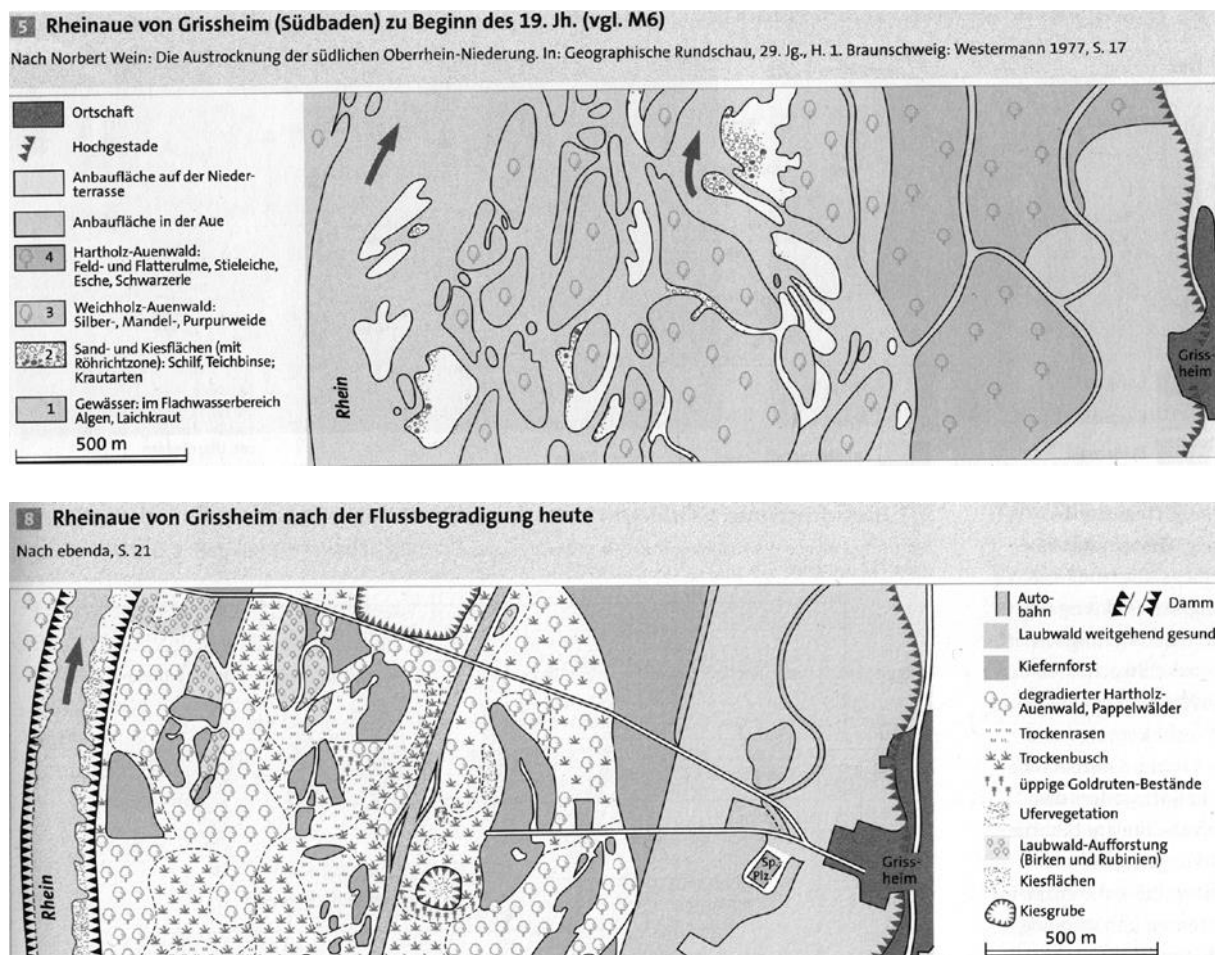 5 Rheinaue von Grissheim (Südbaden) zu Beginn des 19. Jh. (vgl. M6)
Nach Norbert Wein: Die Austrocknung der südlichen Oberrhein-Niederung. In: Geographische Rundschau, 29. Jg., H. 1. Braunschweig: Westermann 1977, S. 17
Ortschaft
Hochgestade
Anbaufläche auf der Nieder-
terrasse
Anbaufläche in der Aue
4 Hartholz-Auenwald:
Feld- und Flatterulme, Stieleiche,
Esche, Schwarzerle
3 Weichholz-Auenwald:
Silber-, Mandel-, Purpurweide
2 Sand- und Kiesflächen (mit
Röhrichtzone): Schilf, Teichbinse;
Krautarten
1 Gewässer: im Flachwasserbereich
Algen, Laichkraut
500 m
Rhein
Griss-
heim
8 Rheinaue von Grissheim nach der Flussbegradigung heute
Nach ebenda, S. 21
Rhein
Sp.
Plz.
Griss-
heim
Auto-
bahn
Damm
Laubwald weitgehend gesund
Kiefernforst
degradierter Hartholz-
Auenwald, Pappelwälder
Trockenrasen
Trockenbusch
üppige Goldruten-Bestände
Ufervegetation
Laubwald-Aufforstung
(Birken und Rubinien)
Kiesflächen
Kiesgrube
500 m